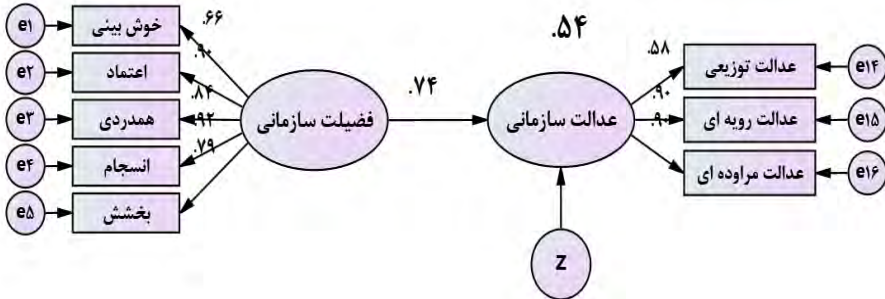 e۱
خوش بینی
.۶۶
e۲
اعتماد
.۹۰
e۳
همدردی
.۸۴
e۴
انسجام
.۹۲
e۵
بخشش
.۷۹
فضیلت سازمانی
.۷۴
.۵۴
عدالت سازمانی
Z
.۵۸
عدالت توزیعی
e۱۴
.۹۰
عدالت رویه ای
e۱۵
.۹۰
عدالت مراوده ای
e۱۶